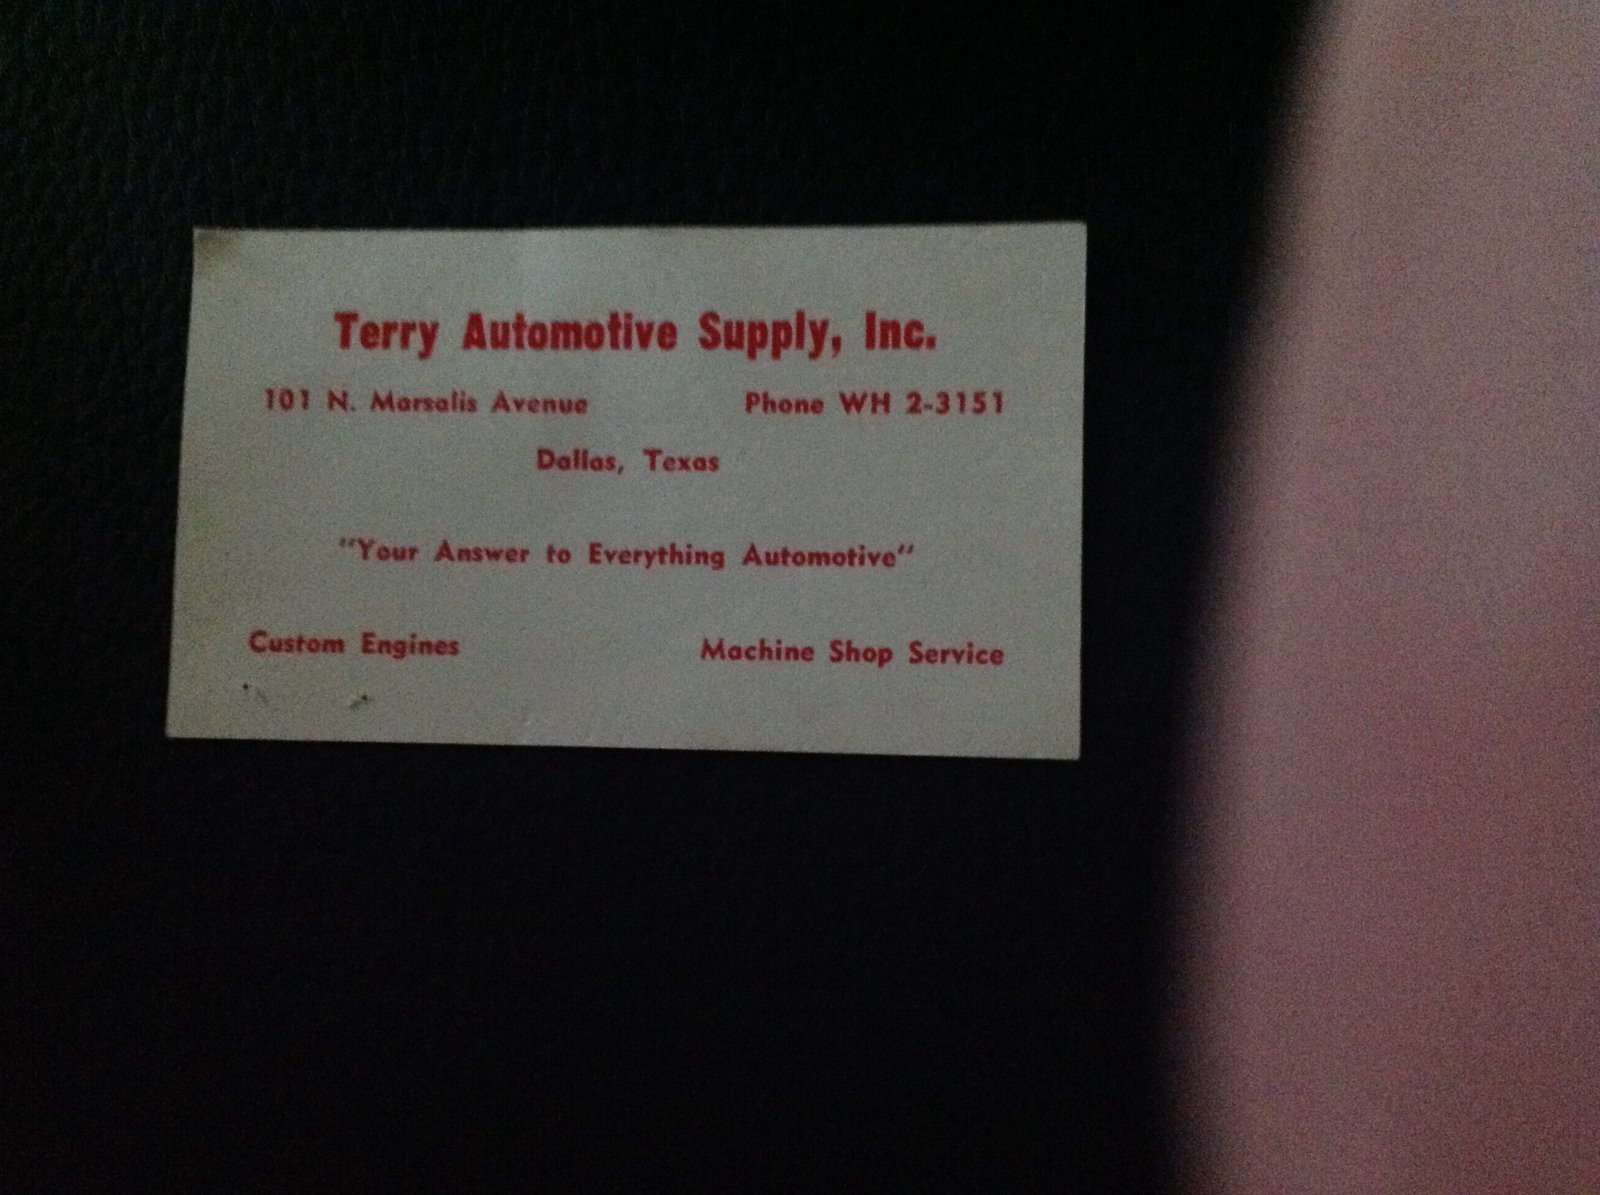 Terry Automotive Supply, Inc.
101 N. Marsalis Avenue Phone WH 2-3151
Dallas, Texas
"Your Answer to Everything Automotive"
Custom Engines Machine Shop Service